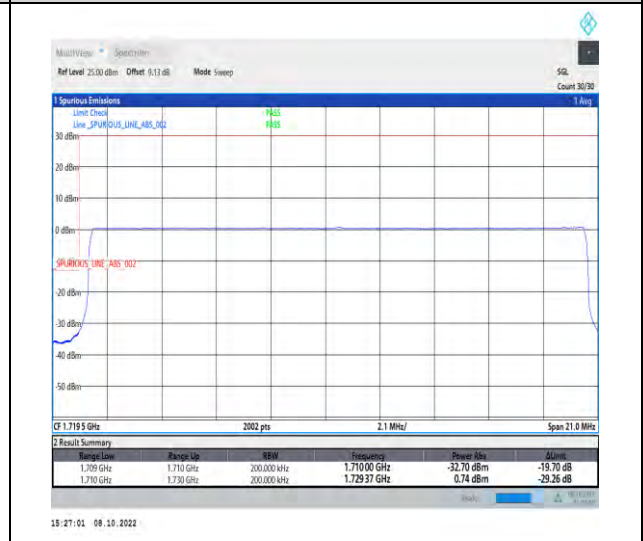 MultiView Spectrum
Ref Level 25.00 dBm Offset 9.13 dB Mode Sweep SGL
Count 30/30
1 Spurious Emissions 1 Avg
Limit Check PASS
Line _SPURIOUS_LINE_ABS_002 PASS
30 dBm
20 dBm
10 dBm
0 dBm
SPURIOUS_LINE_ABS_002
-20 dBm
-30 dBm
-40 dBm
-50 dBm
CF 1.7195 GHz 2002 pts 2.1 MHz/ Span 21.0 MHz
2 Result Summary
Range Low Range Up RBW Frequency Power Abs ΔLimit
1.709 GHz 1.710 GHz 200.000 kHz 1.71000 GHz -32.70 dBm -19.70 dB
1.710 GHz 1.730 GHz 200.000 kHz 1.72937 GHz 0.74 dBm -29.26 dB
Ready
15:27:01 08.10.2022